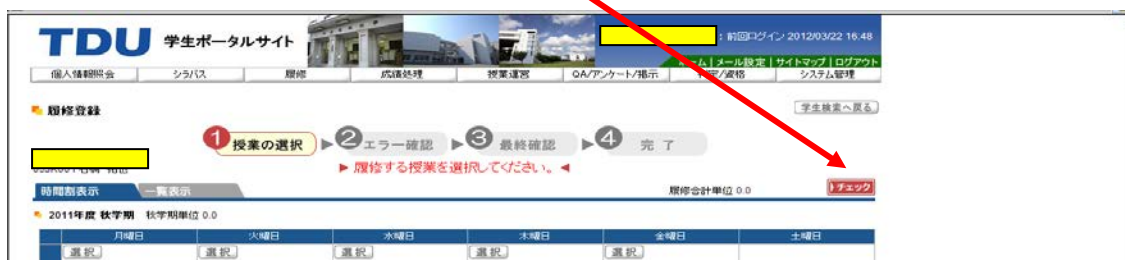 TDU 学生ポータルサイト
: 前回ログイン 2012/03/22 16:48
ホーム | メール設定 | サイトマップ | ログアウト
個人情報照会 シラバス 履修 成績処理 授業運営 QA/アンケート/掲示 /資格 システム管理
履修登録 学生検索へ戻る
1 授業の選択 ▶ 2 エラー確認 ▶ 3 最終確認 ▶ 4 完了
▶ 履修する授業を選択してください。 ◀
時間割表示 一覧表示 履修合計単位 0.0 チェック
2011年度 秋学期 秋学期単位 0.0
月曜日 火曜日 水曜日 木曜日 金曜日 土曜日
選択 選択 選択 選択 選択